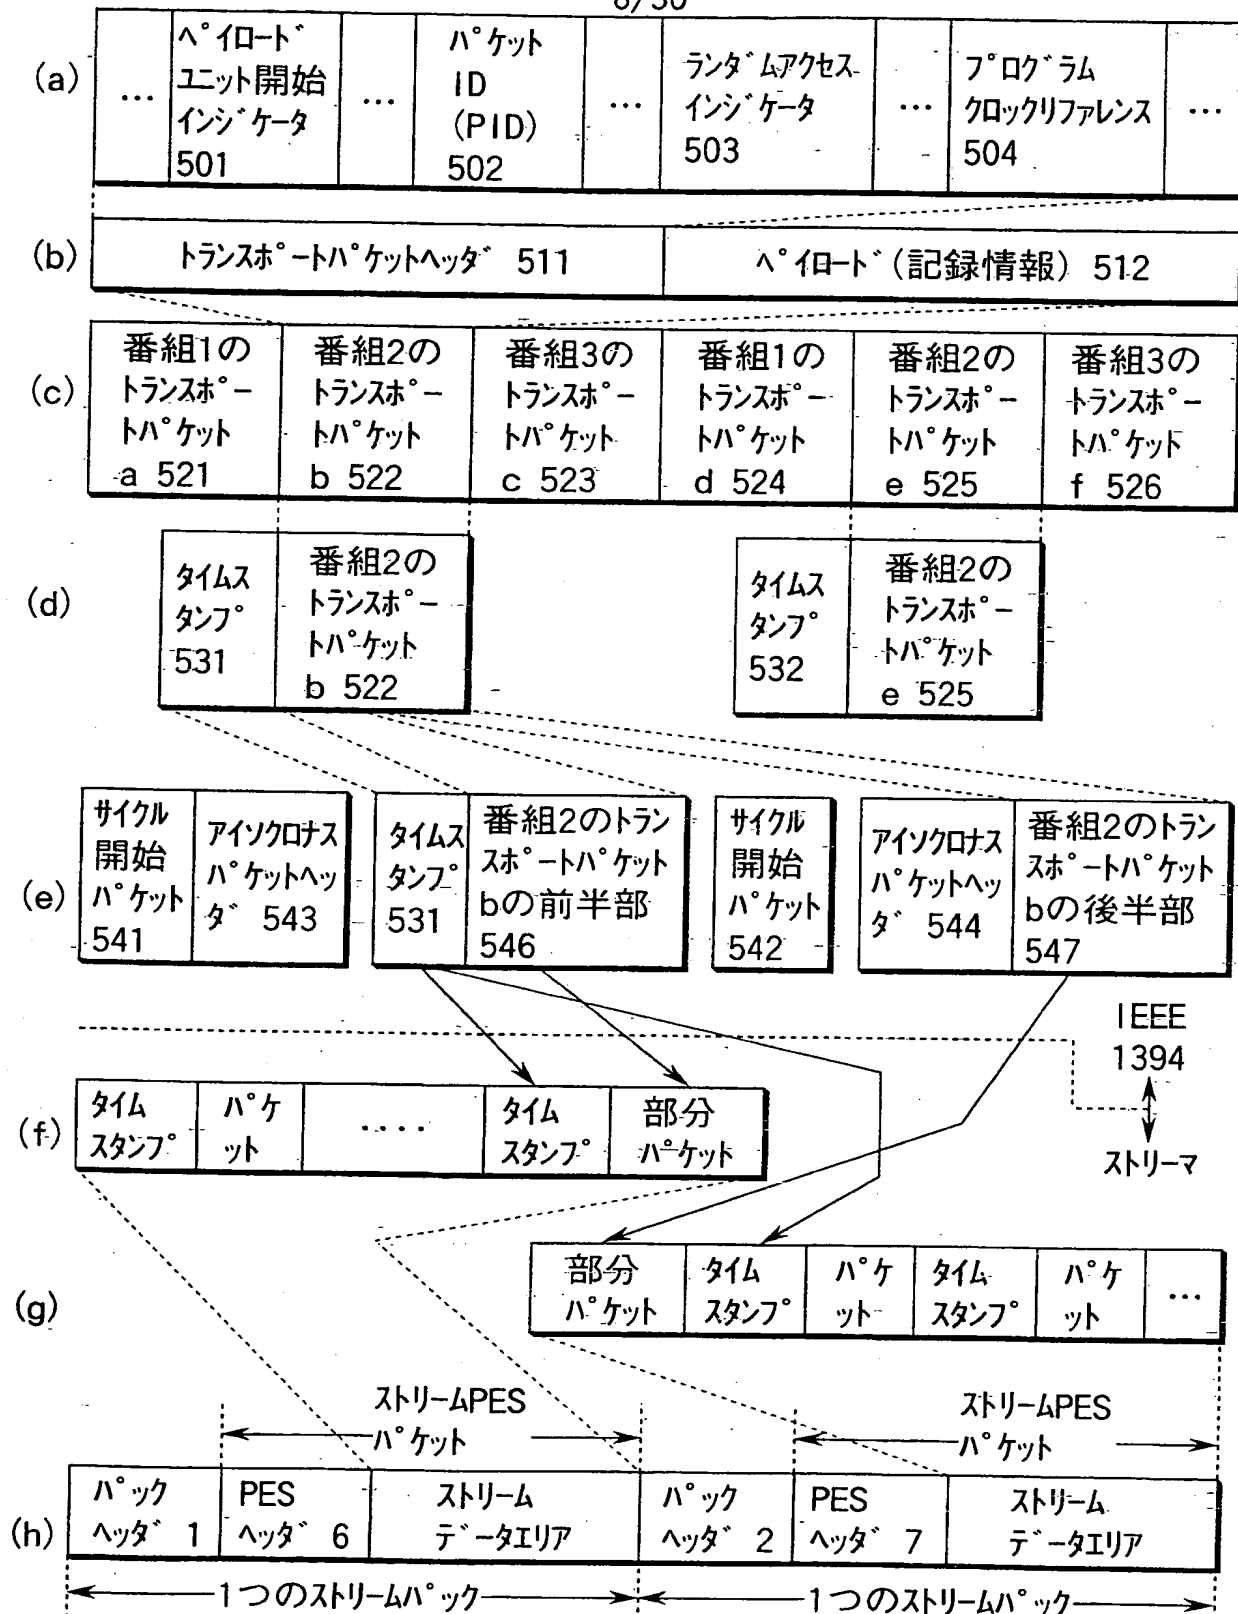 8/30
(a)
…
ペイロード
ユニット開始
インジケータ
501
…
パケット
ID
(PID)
502
…
ランダムアクセス
インジケータ
503
…
プログラム
クロックリファレンス
504
…
(b)
トランスポートパケットヘッダ 511
ペイロード(記録情報) 512
(c)
番組1の
トランスポー
トパケット
a 521
番組2の
トランスポー
トパケット
b 522
番組3の
トランスポー
トパケット
c 523
番組1の
トランスポー
トパケット
d 524
番組2の
トランスポー
トパケット
e 525
番組3の
トランスポー
トパケット
f 526
(d)
タイムス
タンプ
531
番組2の
トランスポー
トパケット
b 522
タイムス
タンプ
532
番組2の
トランスポー
トパケット
e 525
(e)
サイクル
開始
パケット
541
アイソクロナス
パケットヘッ
ダ 543
タイムス
タンプ
531
番組2のトラン
スポートパケット
bの前半部
546
サイクル
開始
パケット
542
アイソクロナス
パケットヘッ
ダ 544
番組2のトラン
スポートパケット
bの後半部
547
IEEE
1394
ストリーマ
(f)
タイム
スタンプ
パケ
ット
‥‥
タイム
スタンプ
部分
パケット
(g)
部分
パケット
タイム
スタンプ
パケ
ット
タイム
スタンプ
パケ
ット
…
ストリームPES
パケット
ストリームPES
パケット
(h)
パック
ヘッダ 1
PES
ヘッダ 6
ストリーム
データエリア
パック
ヘッダ 2
PES
ヘッダ 7
ストリーム
データエリア
1つのストリームパック
1つのストリームパック